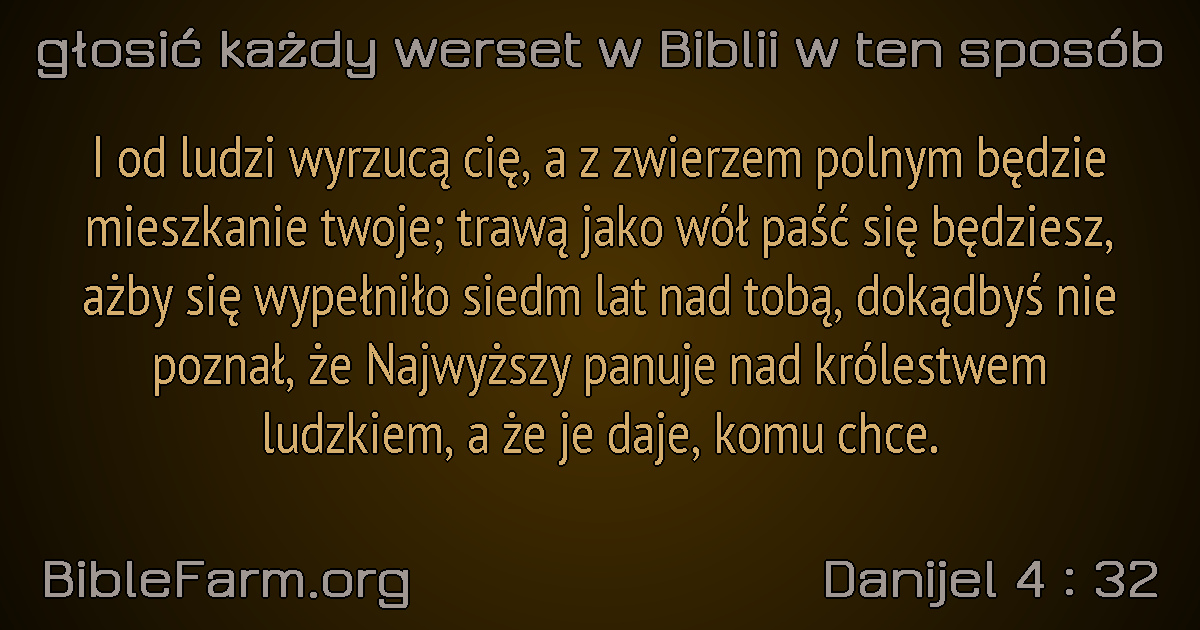 głosić każdy werset w Biblii w ten sposób
I od ludzi wyrzucą cię, a z zwierzem polnym będzie
mieszkanie twoje; trawą jako wół paść się będziesz,
ażby się wypełniło siedm lat nad tobą, dokądbyś nie
poznał, że Najwyższy panuje nad królestwem
ludzkiem, a że je daje, komu chce.
BibleFarm.org
Danijel 4 : 32